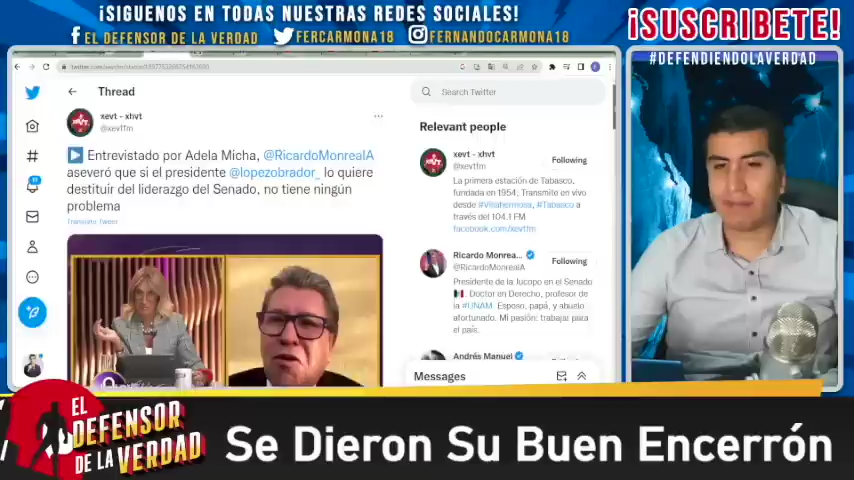 ¡SIGUENOS EN TODAS NUESTRAS REDES SOCIALES!
EL DEFENSOR DE LA VERDAD
FERCARMONA18
FERNANDOCARMONA18
¡SUSCRIBETE!
#DEFENDIENDOLAVERDAD
Thread
xevt - xhvt
@xevtfm
Entrevistado por Adela Micha, @RicardoMonrealA
aseveró que si el presidente @lopezobrador_ lo quiere
destituir del liderazgo del Senado, no tiene ningún
problema
Translate Tweet
Search Twitter
Relevant people
xevt - xhvt
@xevtfm
Following
La primera estación de Tabasco,
fundada en 1954. Transmite en vivo
desde #Villahermosa, #Tabasco a
través del 104.1 FM
facebook.com/xevtfm
Ricardo Monrea...
@RicardoMonrealA
Following
Presidente de la Jucopo en el Senado
. Doctor en Derecho, profesor de
la #UNAM. Esposo, papá, y abuelo
afortunado. Mi pasión: trabajar para
el país.
Andrés Manuel
Messages
EL
DEFENSOR
DE LA VERDAD
Se Dieron Su Buen Encerrón